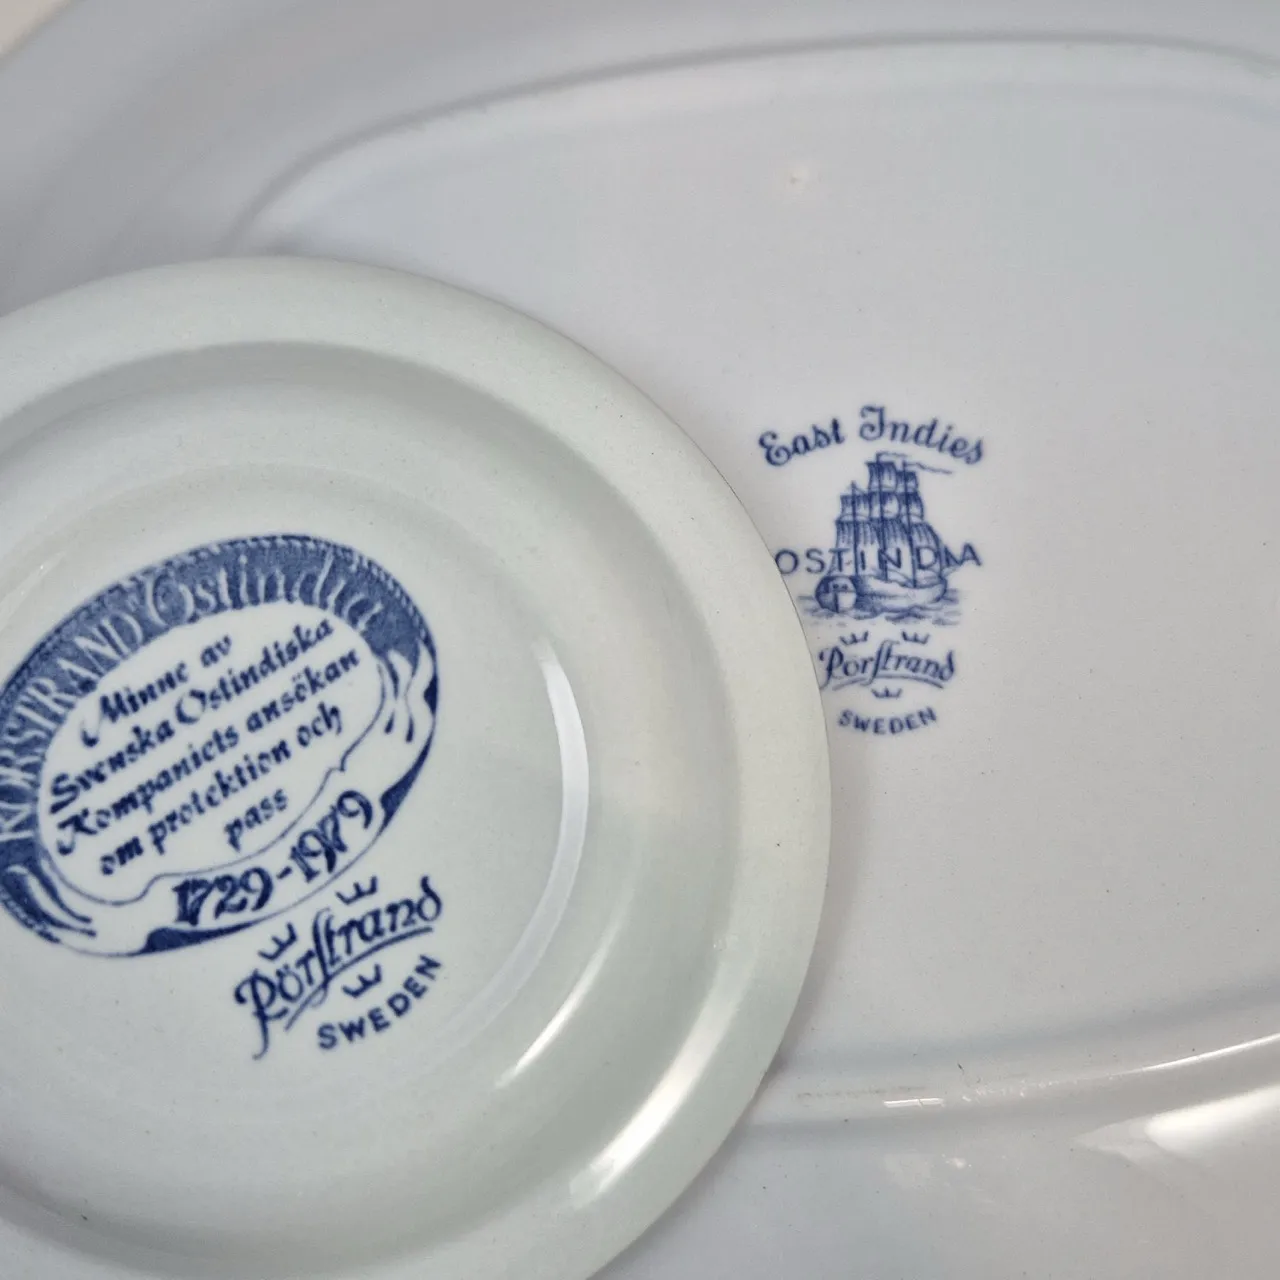 RÖRSTRAND "Ostindia
Minne av
Svenska Ostindiska
Kompaniets ansökan
om protektion och
pass
1729-1979
Rörstrand
SWEDEN
East Indies
OSTINDIA
Rörstrand
SWEDEN